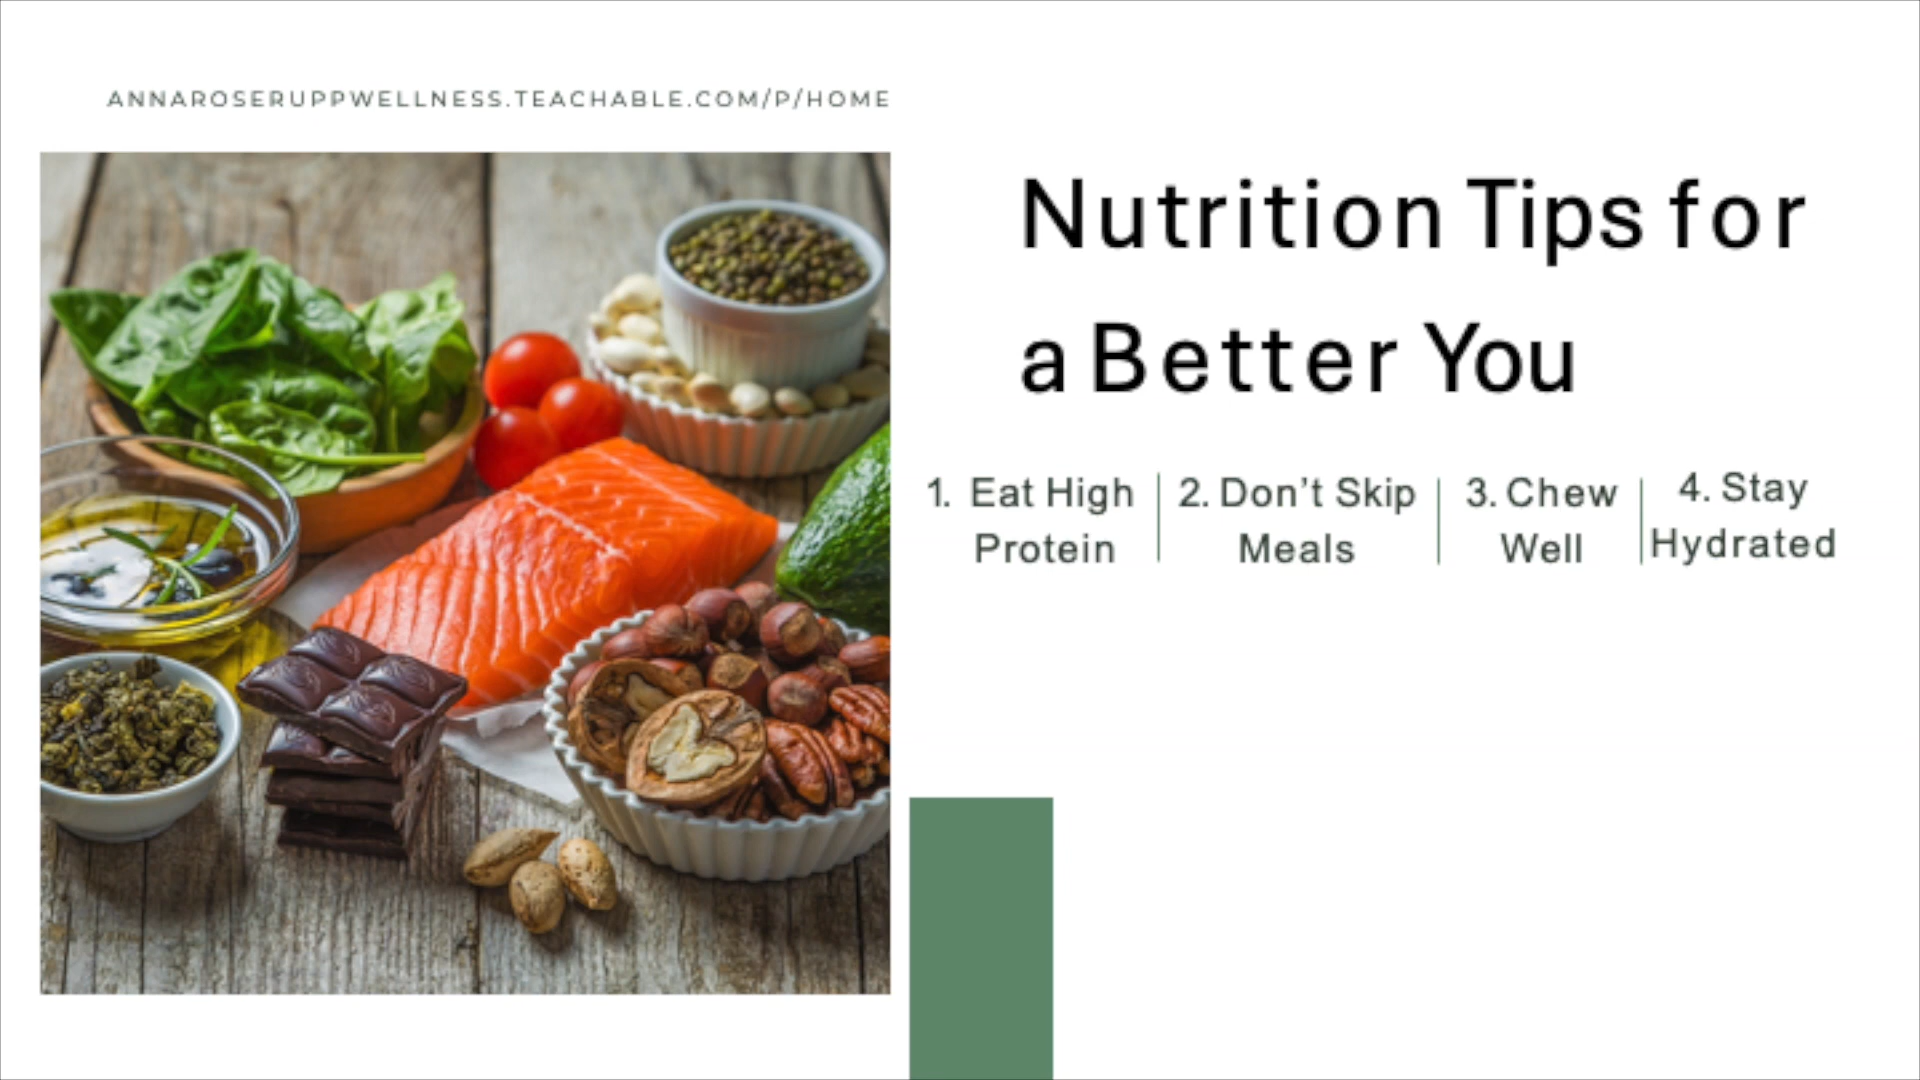 ANNAROSERUPPWELLNESS.TEACHABLE.COM/P/HOME
Nutrition Tips for
a Better You
1. Eat High
Protein
2. Don't Skip
Meals
3. Chew
Well
4. Stay
Hydrated